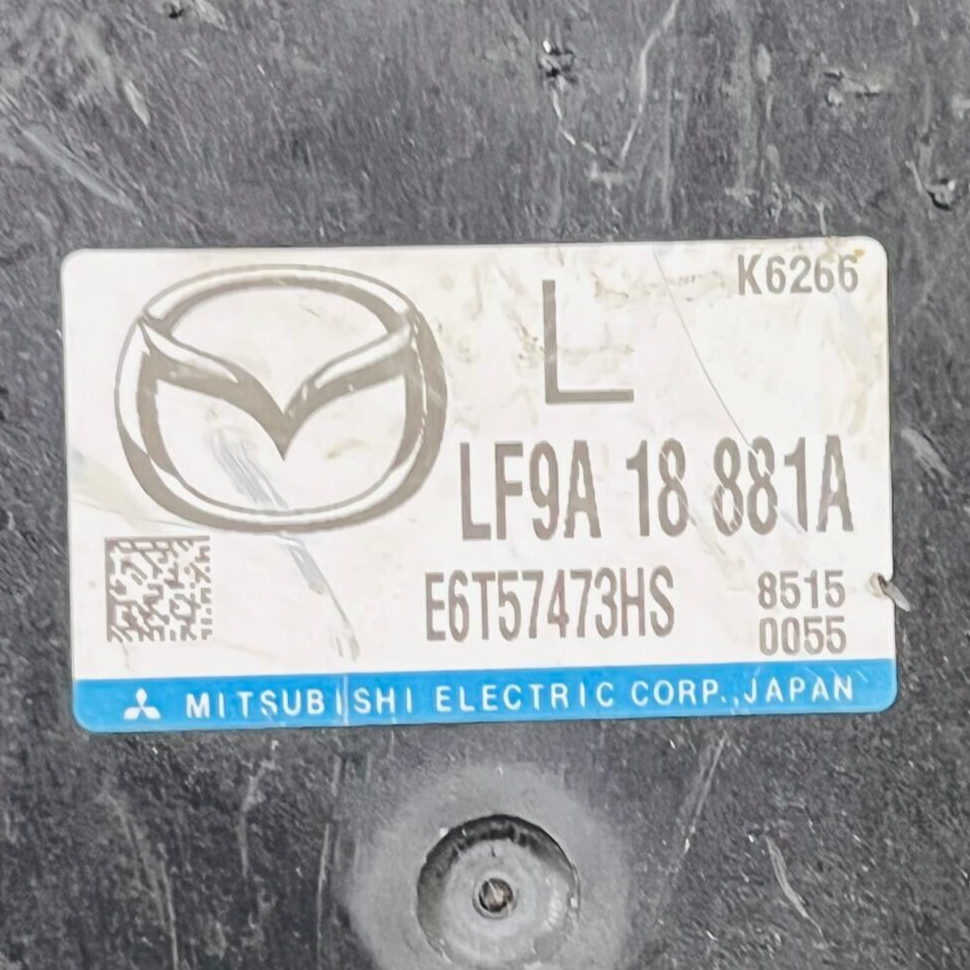 K6266
L
LF9A 18 881A
E6T57473HS
8515
0055
MITSUBISHI ELECTRIC CORP., JAPAN